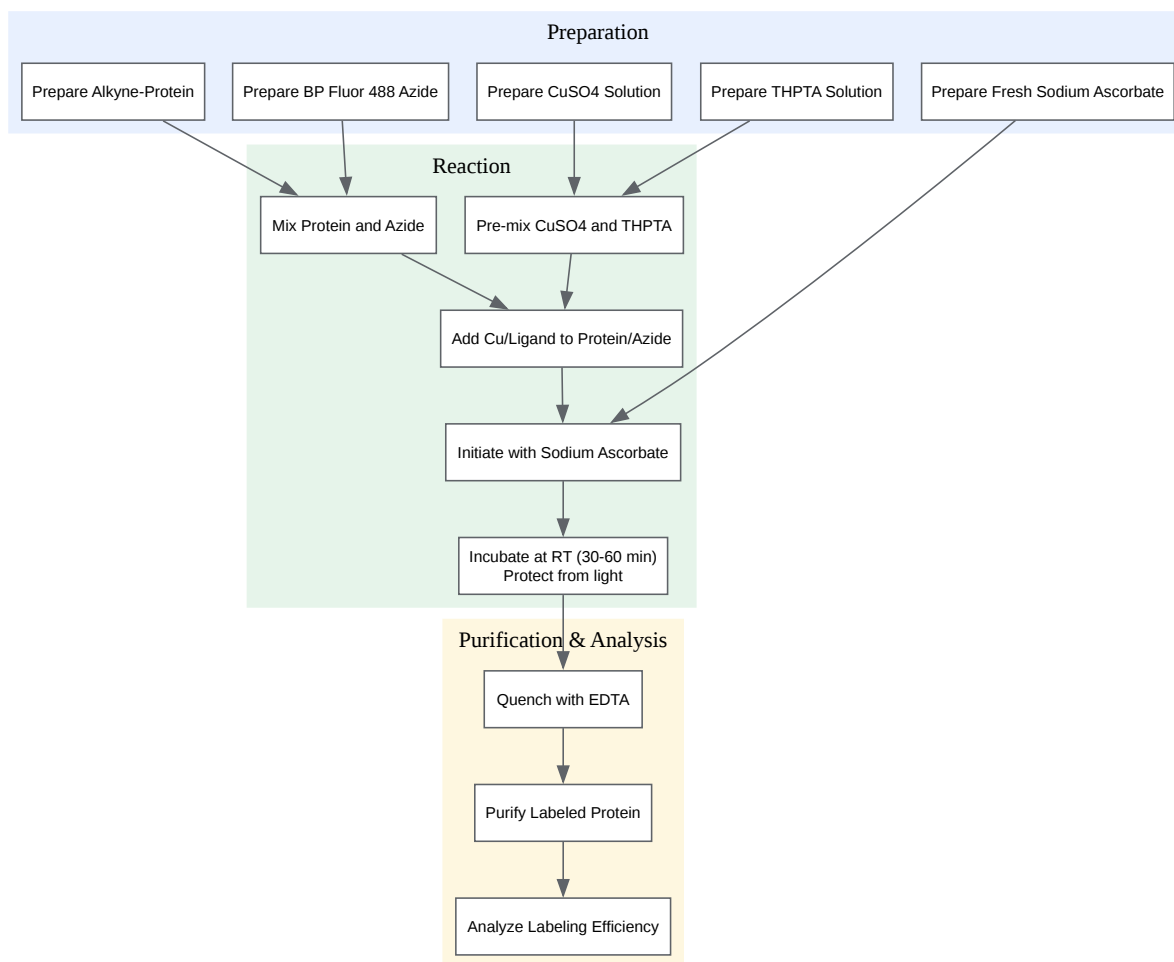 Preparation
Prepare Alkyne-Protein
Prepare BP Fluor 488 Azide
Prepare CuSO4 Solution
Prepare THPTA Solution
Prepare Fresh Sodium Ascorbate
Reaction
Mix Protein and Azide
Pre-mix CuSO4 and THPTA
Add Cu/Ligand to Protein/Azide
Initiate with Sodium Ascorbate
Incubate at RT (30-60 min)
Protect from light
Purification & Analysis
Quench with EDTA
Purify Labeled Protein
Analyze Labeling Efficiency